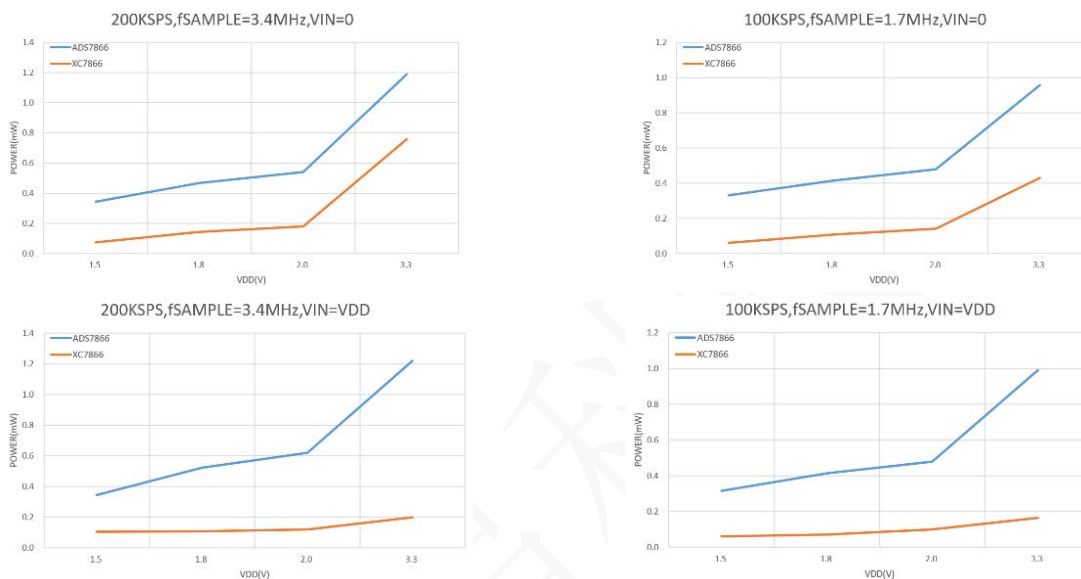 200KSPS,fSAMPLE=3.4MHz,VIN=0
1.4
1.2
1.0
0.8
0.6
0.4
0.2
0.0
POWER(mW)
ADS7866
XC7866
1.5 1.8 2.0 3.3
VDD(V)
100KSPS,fSAMPLE=1.7MHz,VIN=0
1.2
1.0
0.8
0.6
0.4
0.2
0.0
POWER(mW)
ADS7866
XC7866
1.5 1.8 2.0 3.3
VDD(V)
200KSPS,fSAMPLE=3.4MHz,VIN=VDD
1.4
1.2
1.0
0.8
0.6
0.4
0.2
0.0
POWER(mW)
ADS7866
XC7866
1.5 1.8 2.0 3.3
VDD(V)
100KSPS,fSAMPLE=1.7MHz,VIN=VDD
1.2
1.0
0.8
0.6
0.4
0.2
0.0
POWER(mW)
ADS7866
XC7866
1.5 1.8 2.0 3.3
VDD(V)